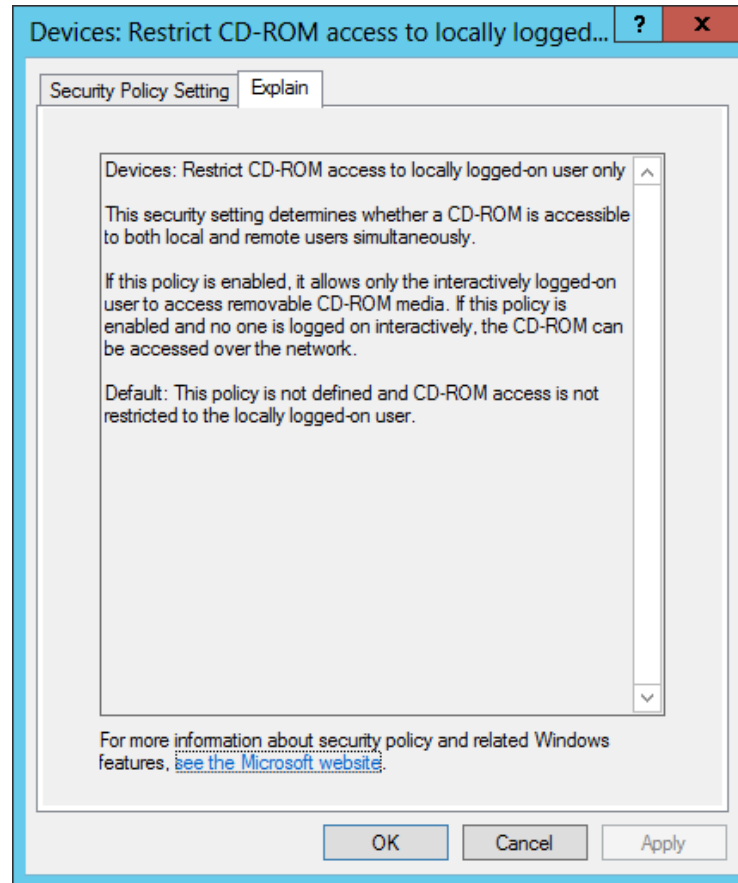 Devices: Restrict CD-ROM access to locally logged...
?
x
Security Policy Setting
Explain
Devices: Restrict CD-ROM access to locally logged-on user only
This security setting determines whether a CD-ROM is accessible
to both local and remote users simultaneously.
If this policy is enabled, it allows only the interactively logged-on
user to access removable CD-ROM media. If this policy is
enabled and no one is logged on interactively, the CD-ROM can
be accessed over the network.
Default: This policy is not defined and CD-ROM access is not
restricted to the locally logged-on user.
For more information about security policy and related Windows
features, see the Microsoft website.
OK
Cancel
Apply